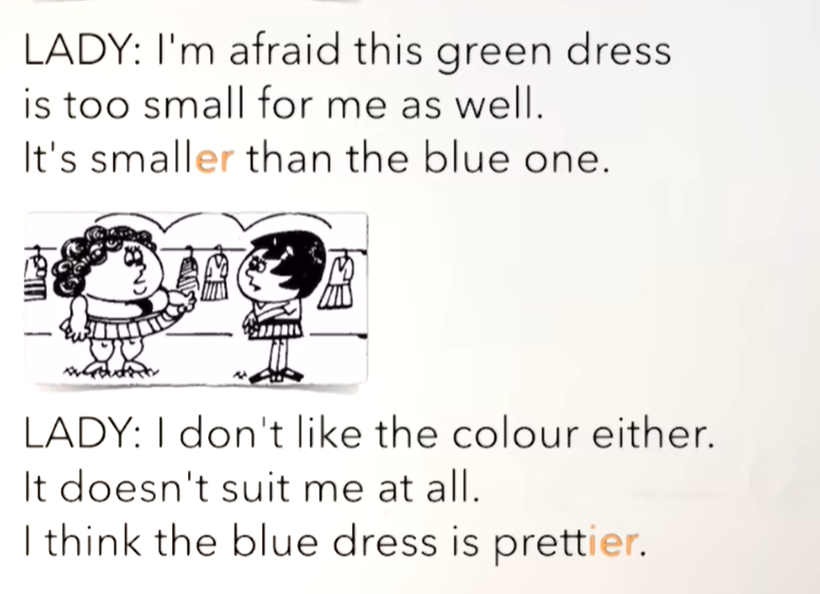 LADY: I'm afraid this green dress
is too small for me as well.
It's smaller than the blue one.
LADY: I don't like the colour either.
It doesn't suit me at all.
I think the blue dress is prettier.